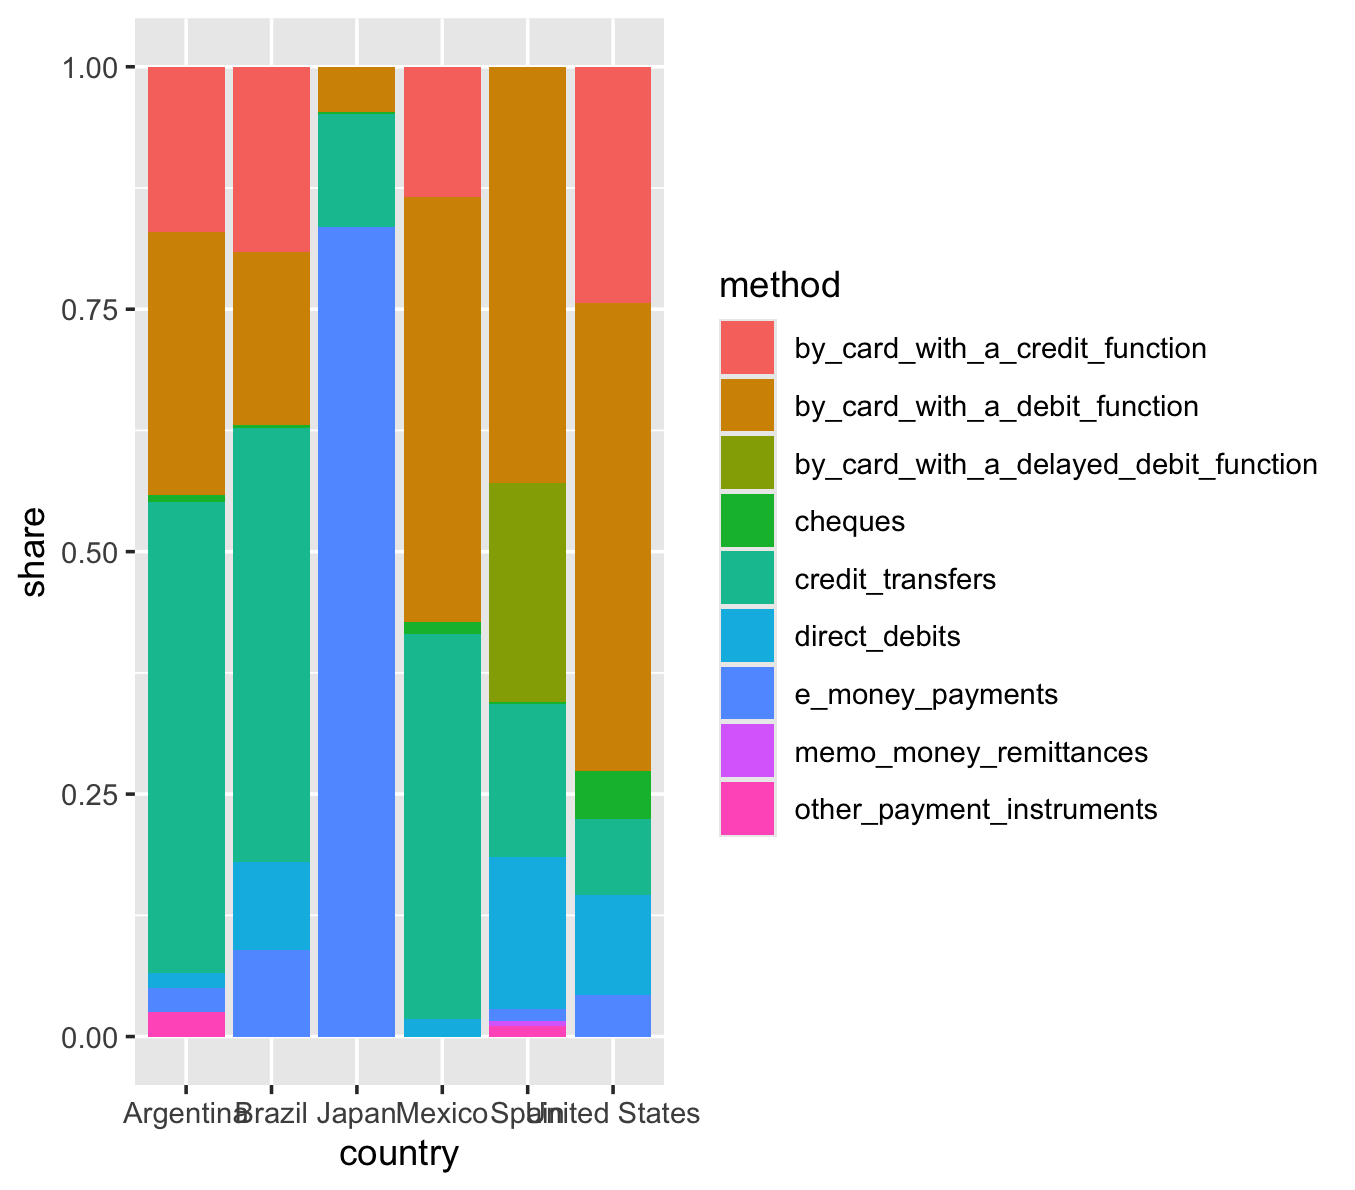 1.00
0.75
0.50
0.25
0.00
share
Argentina Brazil Japan Mexico Spain United States
country
method
by_card_with_a_credit_function
by_card_with_a_debit_function
by_card_with_a_delayed_debit_function
cheques
credit_transfers
direct_debits
e_money_payments
memo_money_remittances
other_payment_instruments